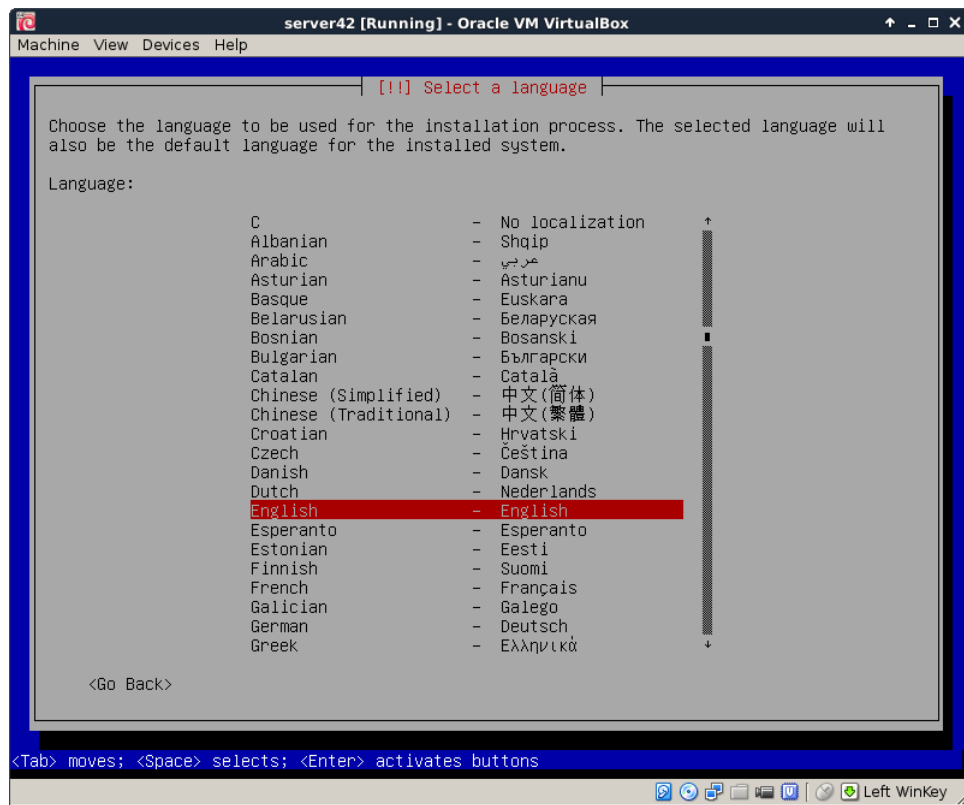 server42 [Running] - Oracle VM VirtualBox
Machine View Devices Help
[!!] Select a language
Choose the language to be used for the installation process. The selected language will
also be the default language for the installed system.
Language:
C - No localization
Albanian - Shqip
Arabic - عربي
Asturian - Asturianu
Basque - Euskara
Belarusian - Беларуская
Bosnian - Bosanski
Bulgarian - Български
Catalan - Català
Chinese (Simplified) - 中文(简体)
Chinese (Traditional) - 中文(繁體)
Croatian - Hrvatski
Czech - Čeština
Danish - Dansk
Dutch - Nederlands
English - English
Esperanto - Esperanto
Estonian - Eesti
Finnish - Suomi
French - Français
Galician - Galego
German - Deutsch
Greek - Ελληνικά
<Go Back>
<Tab> moves; <Space> selects; <Enter> activates buttons
Left WinKey